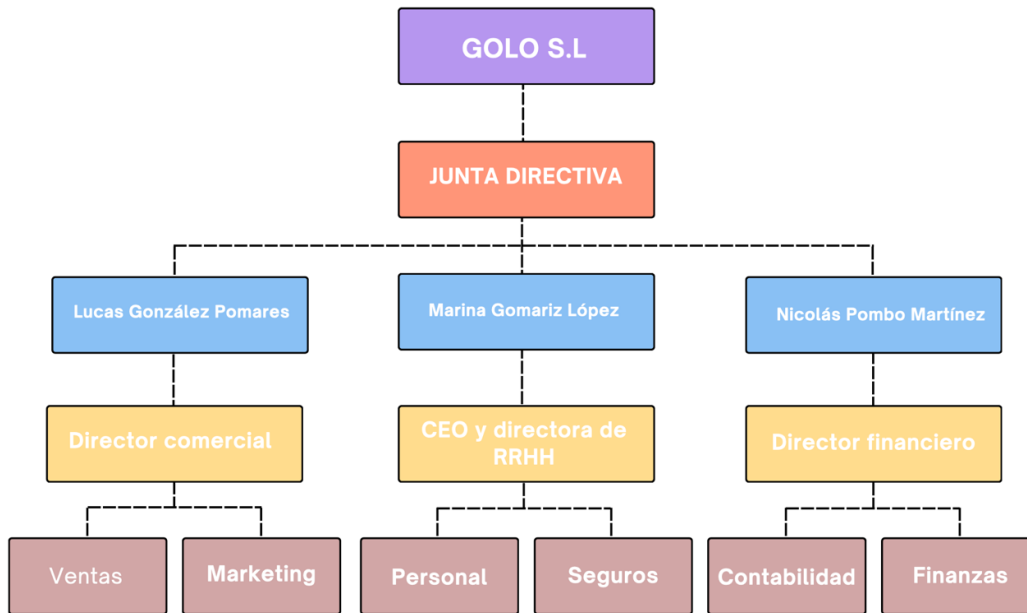 GOLO S.L
JUNTA DIRECTIVA
Lucas González Pomares
Marina Gomariz López
Nicolás Pombo Martínez
Director comercial
CEO y directora de
RRHH
Director financiero
Ventas
Marketing
Personal
Seguros
Contabilidad
Finanzas